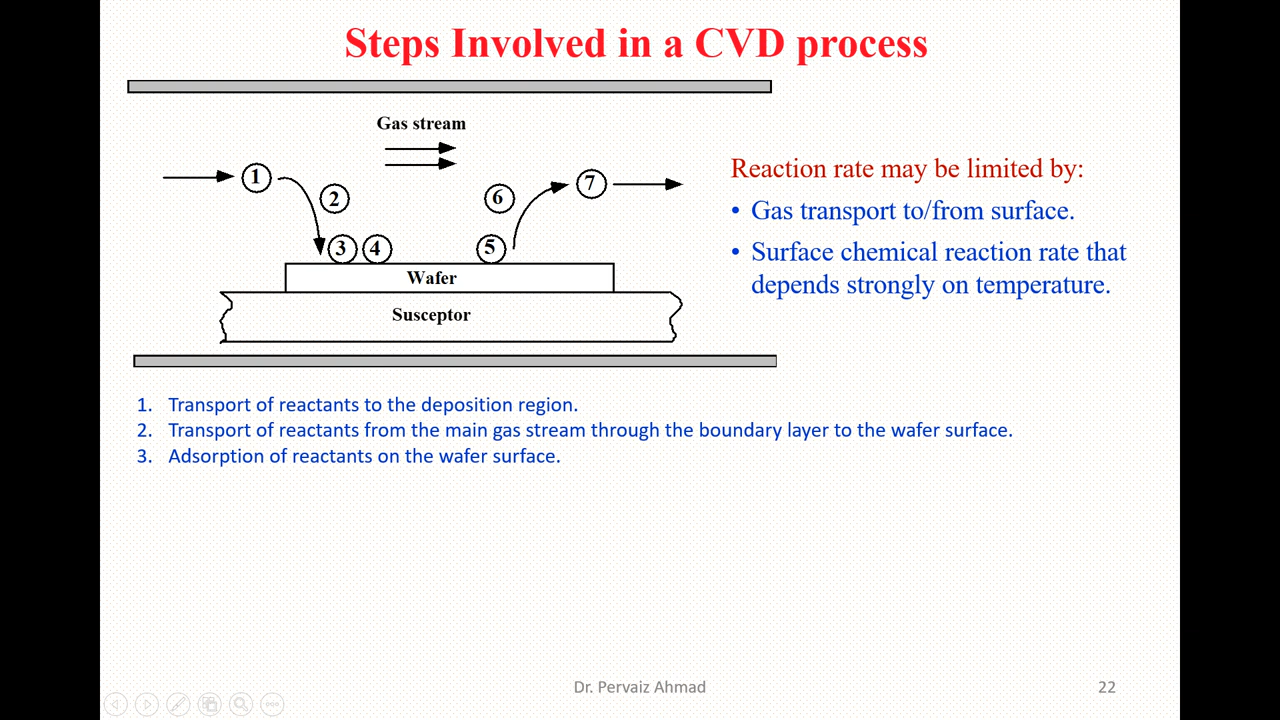 Steps Involved in a CVD process
Gas stream
1
2
3
4
5
6
7
Wafer
Susceptor
Reaction rate may be limited by:
• Gas transport to/from surface.
• Surface chemical reaction rate that
depends strongly on temperature.
1. Transport of reactants to the deposition region.
2. Transport of reactants from the main gas stream through the boundary layer to the wafer surface.
3. Adsorption of reactants on the wafer surface.
Dr. Pervaiz Ahmad
22